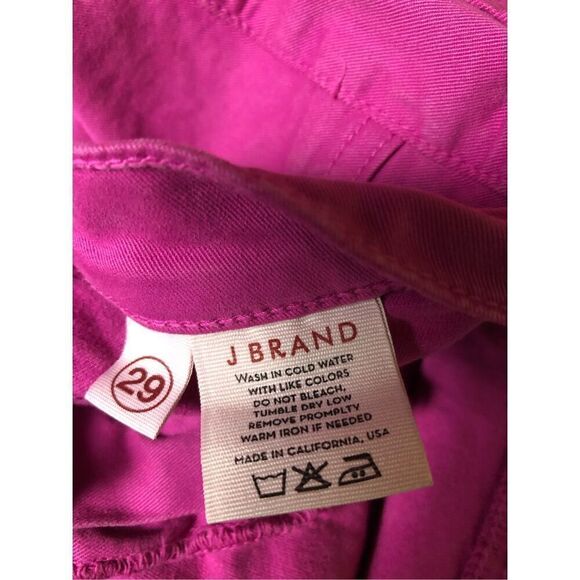 29
J BRAND
WASH IN COLD WATER
WITH LIKE COLORS
DO NOT BLEACH,
TUMBLE DRY LOW
REMOVE PROMPTLY
WARM IRON IF NEEDED
MADE IN CALIFORNIA, USA